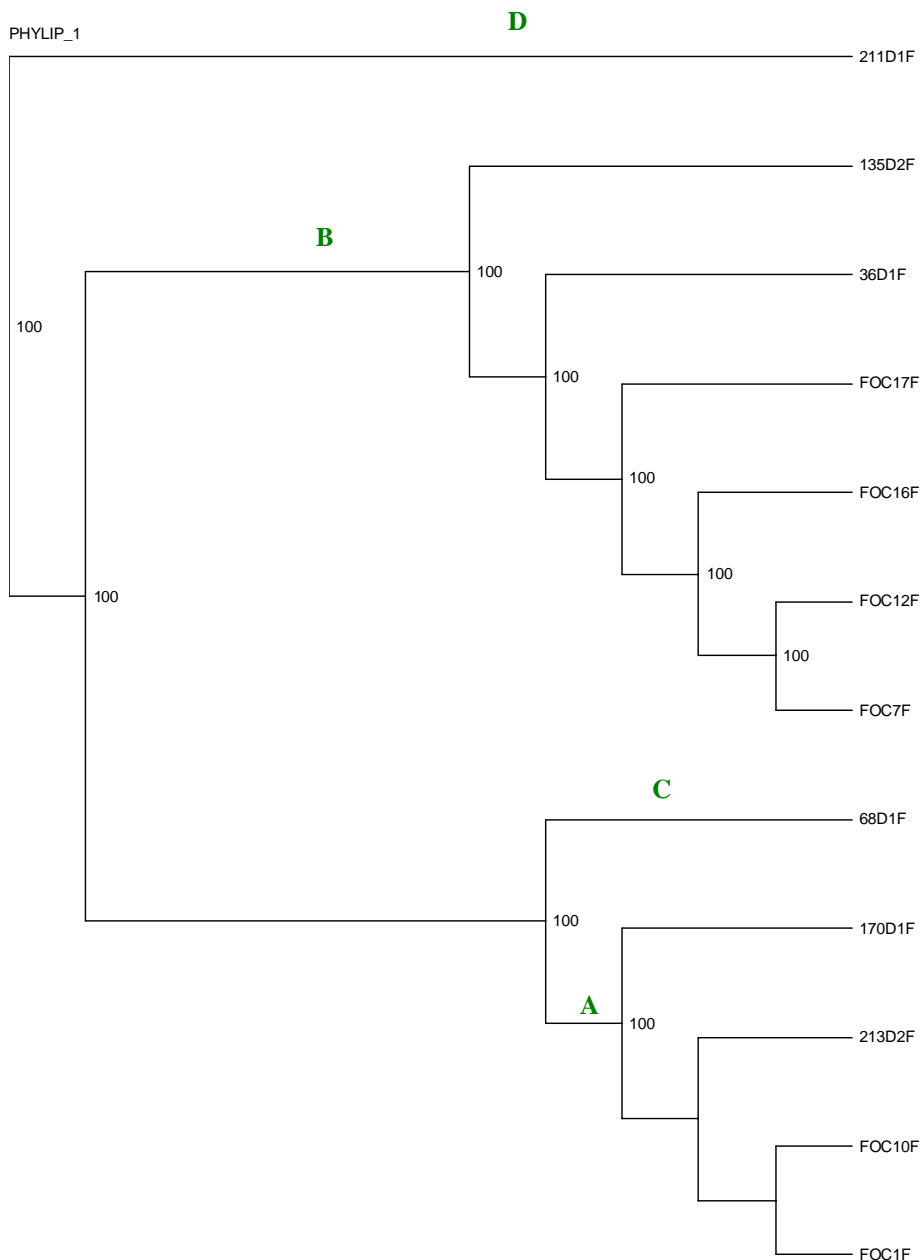 D
PHYLIP_1
211D1F
135D2F
B
100
36D1F
100
100
FOC17F
100
FOC16F
100
100
FOC12F
100
FOC7F
C
68D1F
100
170D1F
A
100
213D2F
FOC10F
FOC1F